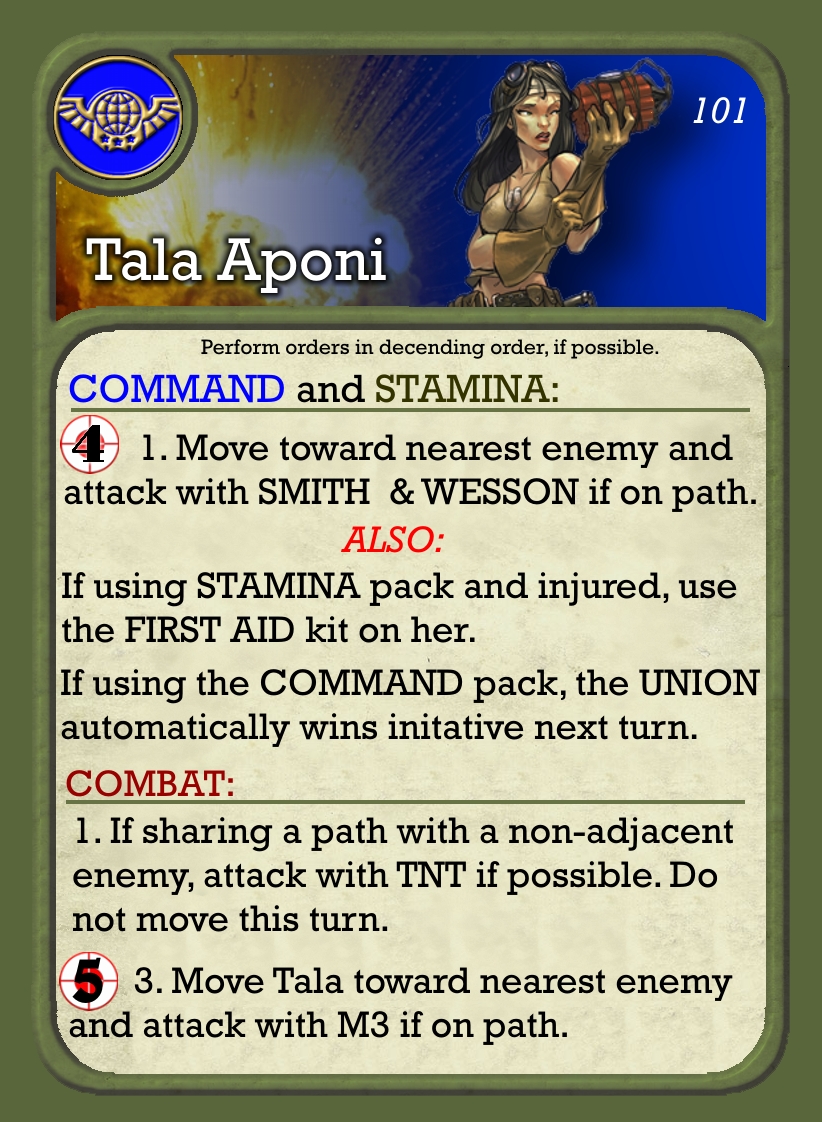 101
Tala Aponi
Perform orders in decending order, if possible.
COMMAND and STAMINA:
4 1. Move toward nearest enemy and
attack with SMITH & WESSON if on path.
ALSO:
If using STAMINA pack and injured, use
the FIRST AID kit on her.
If using the COMMAND pack, the UNION
automatically wins initative next turn.
COMBAT:
1. If sharing a path with a non-adjacent
enemy, attack with TNT if possible. Do
not move this turn.
5 3. Move Tala toward nearest enemy
and attack with M3 if on path.